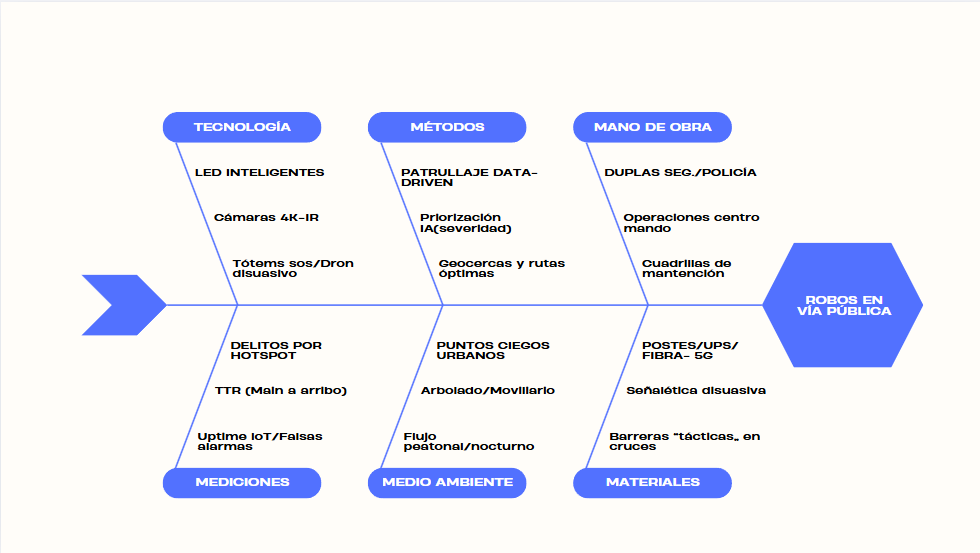 TECNOLOGÍA
MÉTODOS
MANO DE OBRA
LED INTELIGENTES
Cámaras 4K-IR
Tótems sos/Dron
disuasivo
PATRULLAJE DATA-
DRIVEN
Priorización
IA(severidad)
Geocercas y rutas
óptimas
DUPLAS SEG./POLICÍA
Operaciones centro
mando
Cuadrillas de
mantención
ROBOS EN
VÍA PÚBLICA
DELITOS POR
HOTSPOT
TTR (Main a arribo)
Uptime IoT/Falsas
alarmas
PUNTOS CIEGOS
URBANOS
Arbolado/Moviliario
Flujo
peatonal/nocturno
POSTES/UPS/
FIBRA- 5G
Señalética disuasiva
Barreras "tácticas„ en
cruces
MEDICIONES
MEDIO AMBIENTE
MATERIALES